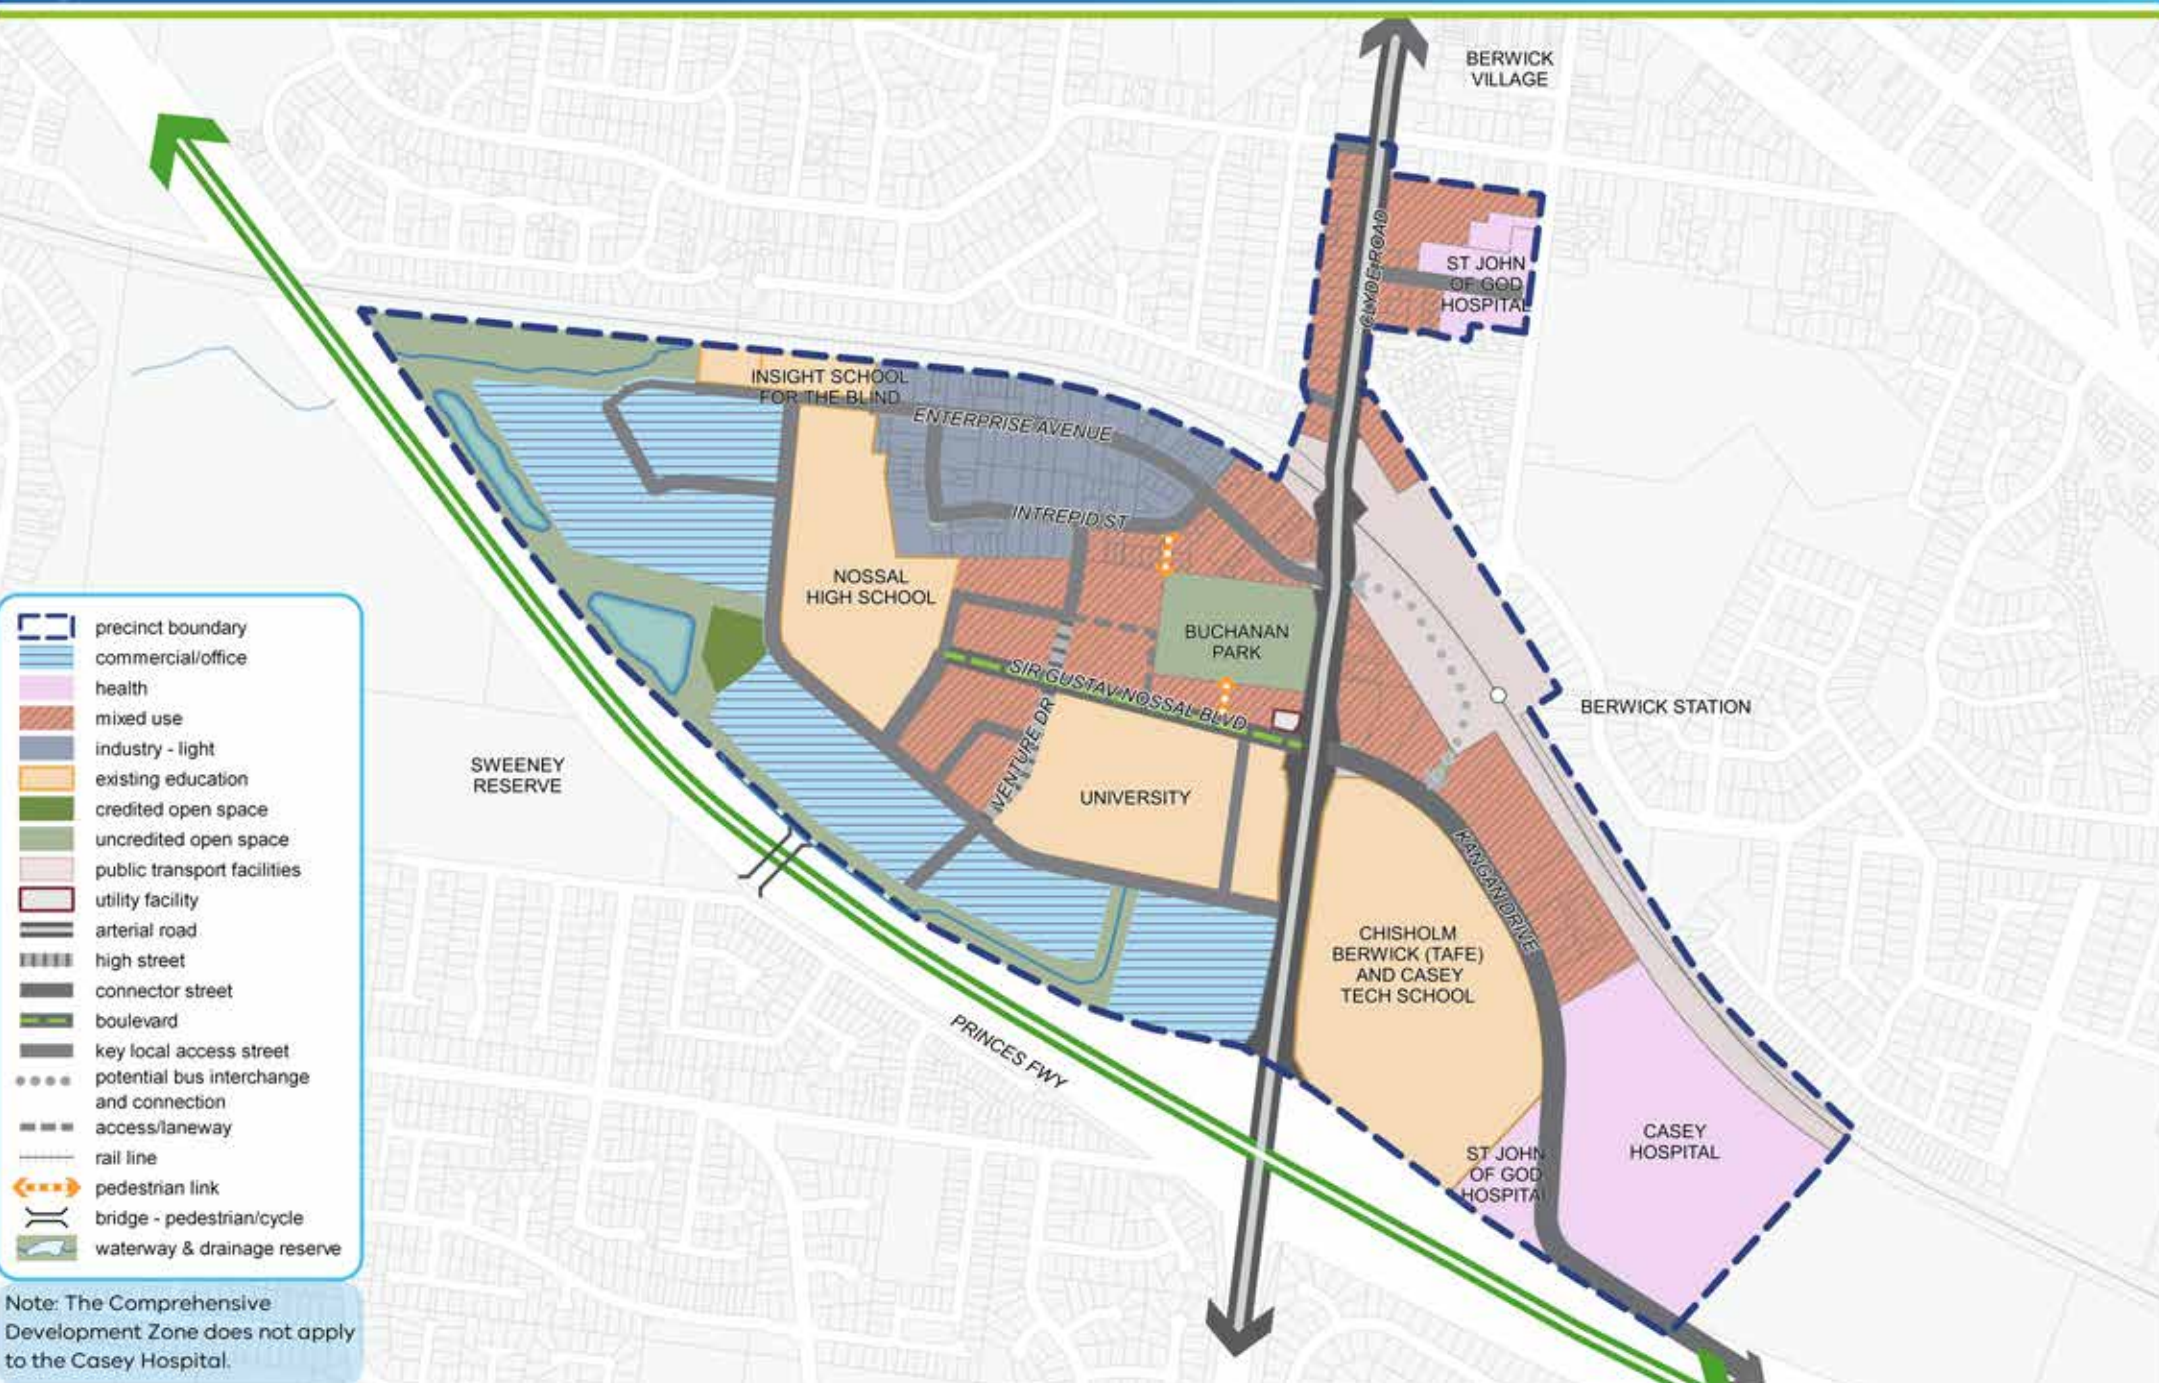 BERWICK
VILLAGE
CLYDE ROAD
ST JOHN
OF GOD
HOSPITAL
INSIGHT SCHOOL
FOR THE BLIND
ENTERPRISE AVENUE
INTREPID ST
NOSSAL
HIGH SCHOOL
BUCHANAN
PARK
SIR GUSTAV NOSSAL BLVD
BERWICK STATION
VENTURE DR
SWEENEY
RESERVE
UNIVERSITY
KANGAN DRIVE
CHISHOLM
BERWICK (TAFE)
AND CASEY
TECH SCHOOL
PRINCES FWY
CASEY
HOSPITAL
ST JOHN
OF GOD
HOSPITAL
precinct boundary
commercial/office
health
mixed use
industry - light
existing education
credited open space
uncredited open space
public transport facilities
utility facility
arterial road
high street
connector street
boulevard
key local access street
potential bus interchange
and connection
access/laneway
rail line
pedestrian link
bridge - pedestrian/cycle
waterway & drainage reserve
Note: The Comprehensive
Development Zone does not apply
to the Casey Hospital.